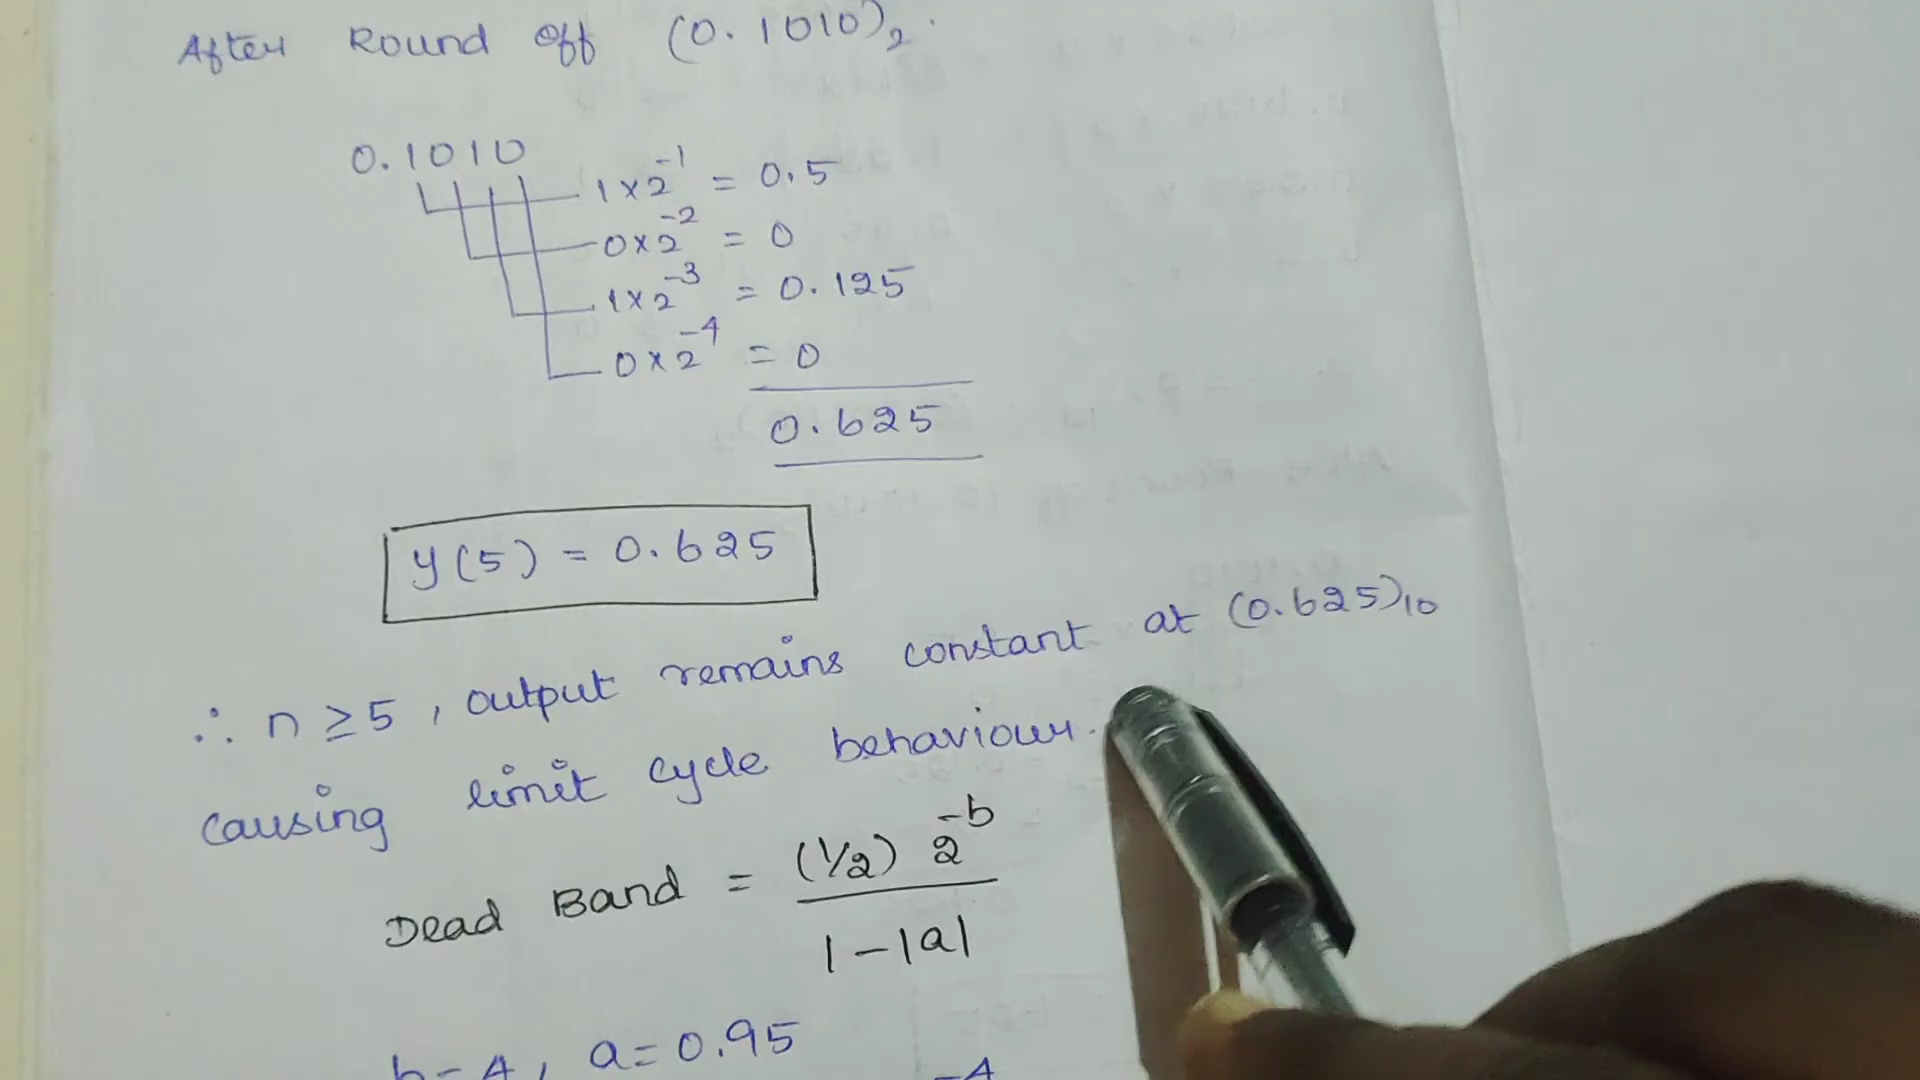 After Round off (0.1010)₂.
0.1010
1×2⁻¹ = 0.5
0×2⁻² = 0
1×2⁻³ = 0.125
0×2⁻⁴ = 0
0.625
y(5) = 0.625
∴ n ≥ 5, output remains constant at (0.625)₁₀
causing limit cycle behaviour.
Dead Band = (1/2) 2⁻ᵇ / 1-|a|
b=4, a=0.95
-4